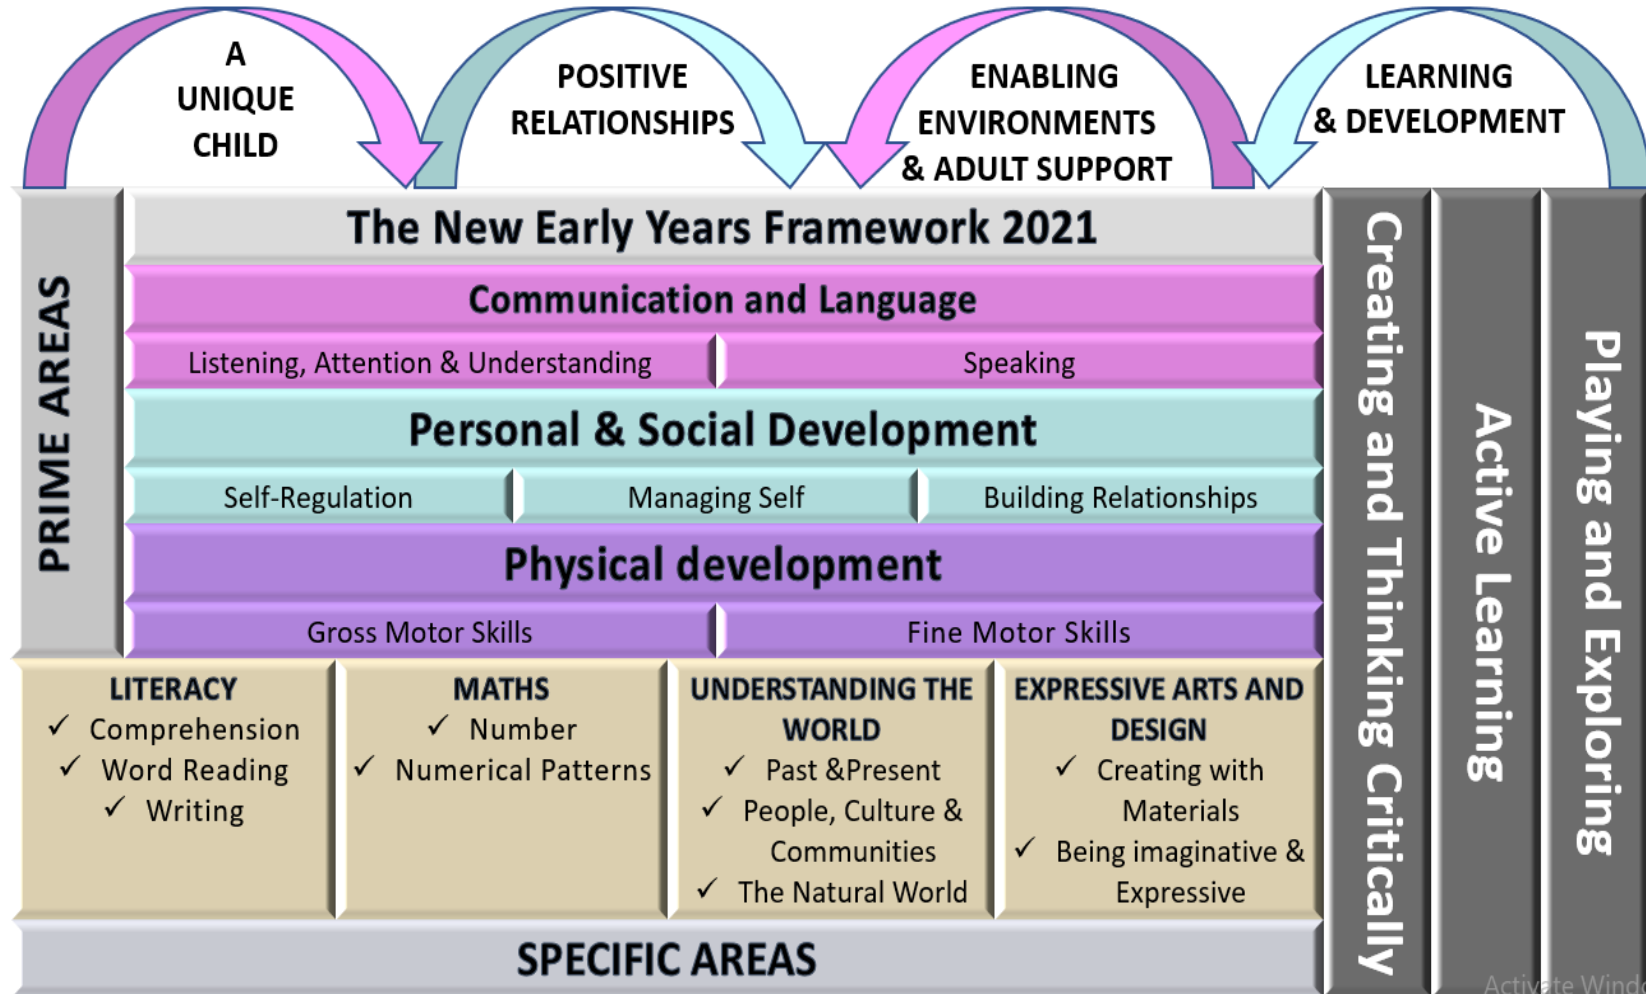 A
UNIQUE
CHILD
POSITIVE
RELATIONSHIPS
ENABLING
ENVIRONMENTS
& ADULT SUPPORT
LEARNING
& DEVELOPMENT
PRIME AREAS
The New Early Years Framework 2021
Communication and Language
Listening, Attention & Understanding
Speaking
Personal & Social Development
Self-Regulation
Managing Self
Building Relationships
Physical development
Gross Motor Skills
Fine Motor Skills
LITERACY
✓ Comprehension
✓ Word Reading
✓ Writing
MATHS
✓ Number
✓ Numerical Patterns
UNDERSTANDING THE
WORLD
✓ Past &Present
✓ People, Culture &
Communities
✓ The Natural World
EXPRESSIVE ARTS AND
DESIGN
✓ Creating with
Materials
✓ Being imaginative &
Expressive
SPECIFIC AREAS
Creating and Thinking Critically
Active Learning
Playing and Exploring
Activate Windo